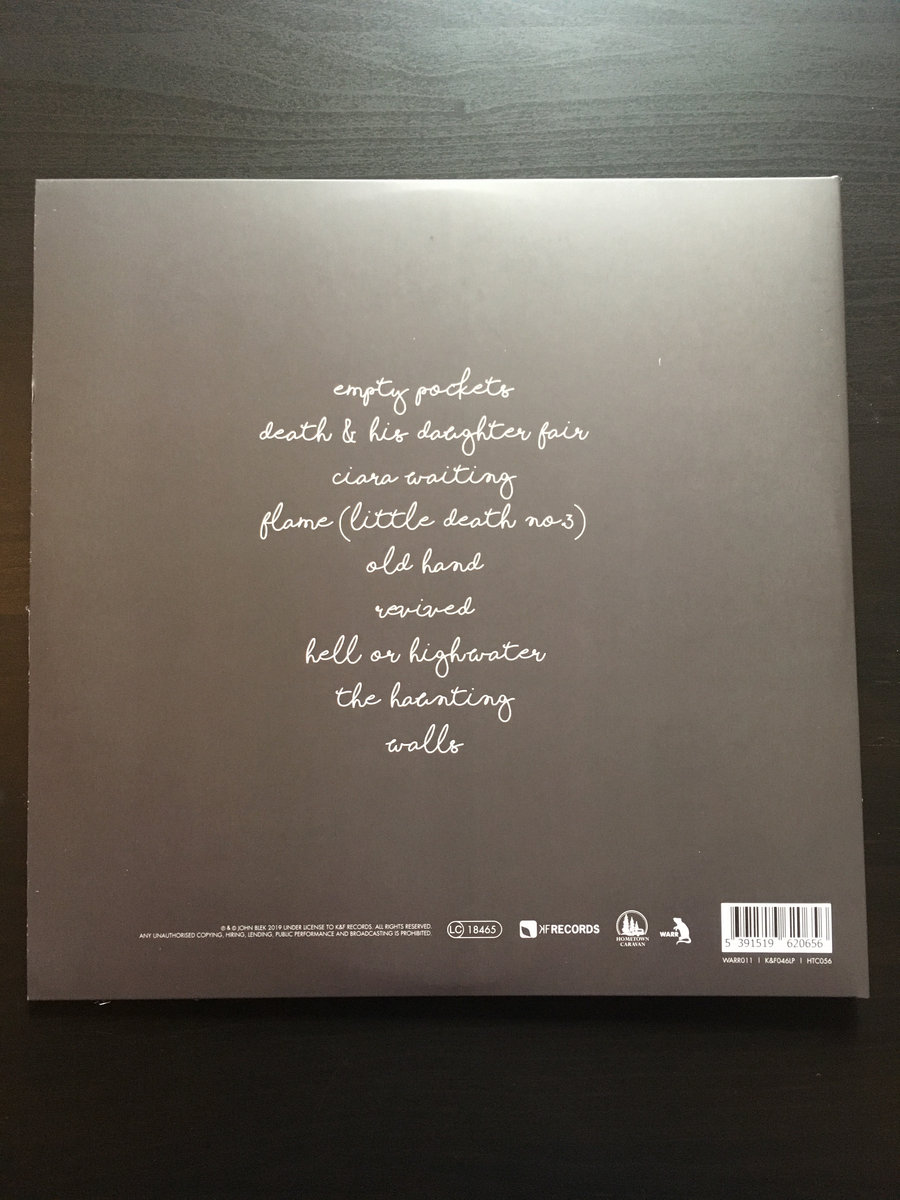 empty pockets
death & his daughter fair
ciara waiting
flame (little death no.3)
old hand
revived
hell or highwater
the haunting
walls
℗ & © JOHN BLEK 2019 UNDER LICENSE TO K&F RECORDS. ALL RIGHTS RESERVED.
ANY UNAUTHORISED COPYING, HIRING, LENDING, PUBLIC PERFORMANCE AND BROADCASTING IS PROHIBITED.
LC 18465
KF RECORDS
HOMETOWN
CARAVAN
WARR
5 391519 620656
WARR011 | K&F046LP | HTC056